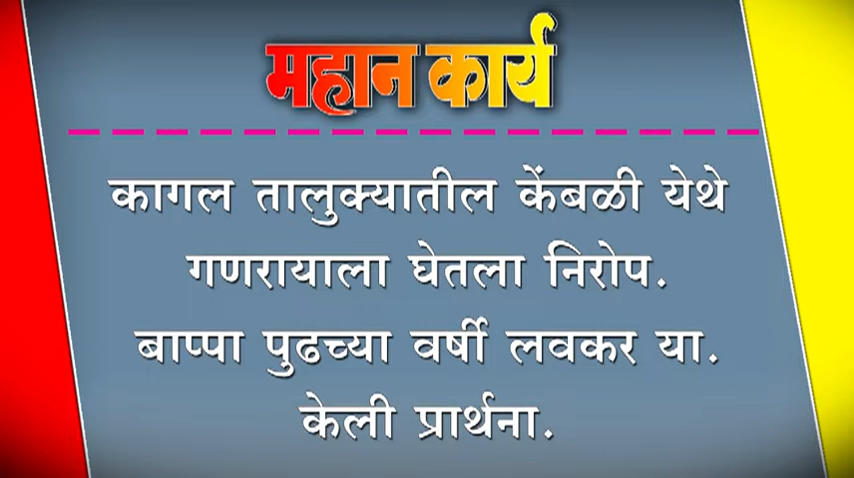 महान कार्य
कागल तालुक्यातील केंबळी येथे
गणरायाला घेतला निरोप.
बाप्पा पुढच्या वर्षी लवकर या.
केली प्रार्थना.